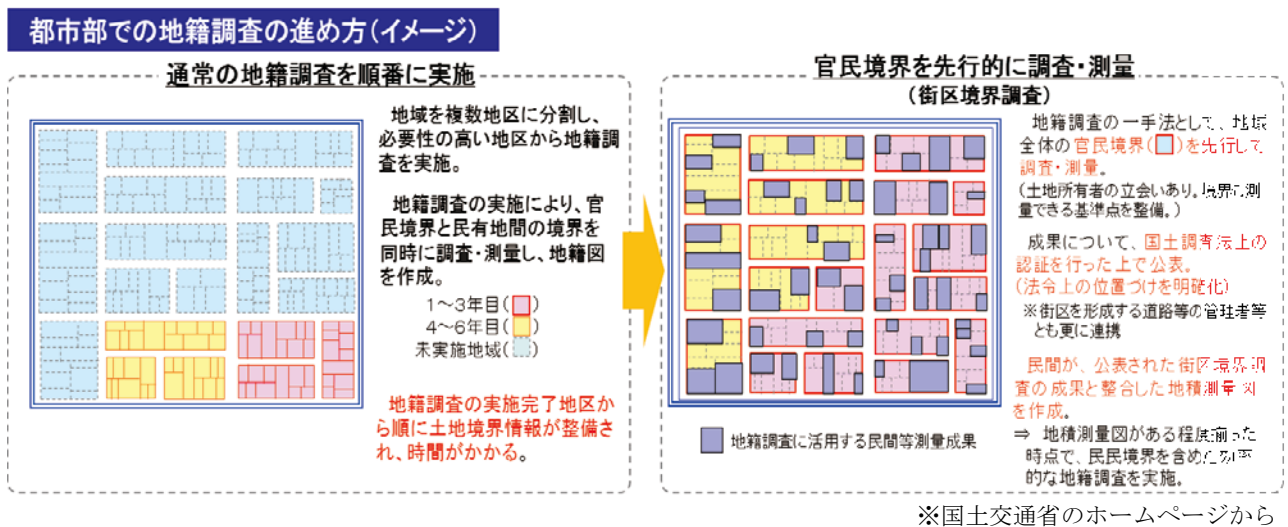 都市部での地籍調査の進め方(イメージ)
通常の地籍調査を順番に実施
地域を複数地区に分割し、
必要性の高い地区から地籍調
査を実施。
地籍調査の実施により、官
民境界と民有地間の境界を
同時に調査・測量し、地籍図
を作成。
1~3年目( )
4~6年目( )
未実施地域( )
地籍調査の実施完了地区か
ら順に土地境界情報が整備さ
れ、時間がかかる。
官民境界を先行的に調査・測量
(街区境界調査)
地籍調査の一手法として、地域
全体の官民境界( )を先行して
調査・測量。
(土地所有者の立会いあり。境界に測
量できる基準点を整備。)
成果について、国土調査法上の
認証を行った上で公表。
(法令上の位置づけを明確化)
※街区を形成する道路等の管理者等
とも更に連携
民間が、公表された街区境界調
査の成果と整合した地積測量図
を作成。
⇒ 地積測量図がある程度揃った
時点で、民民境界を含めた効率
的な地籍調査を実施。
地籍調査に活用する民間等測量成果
※国土交通省のホームページから